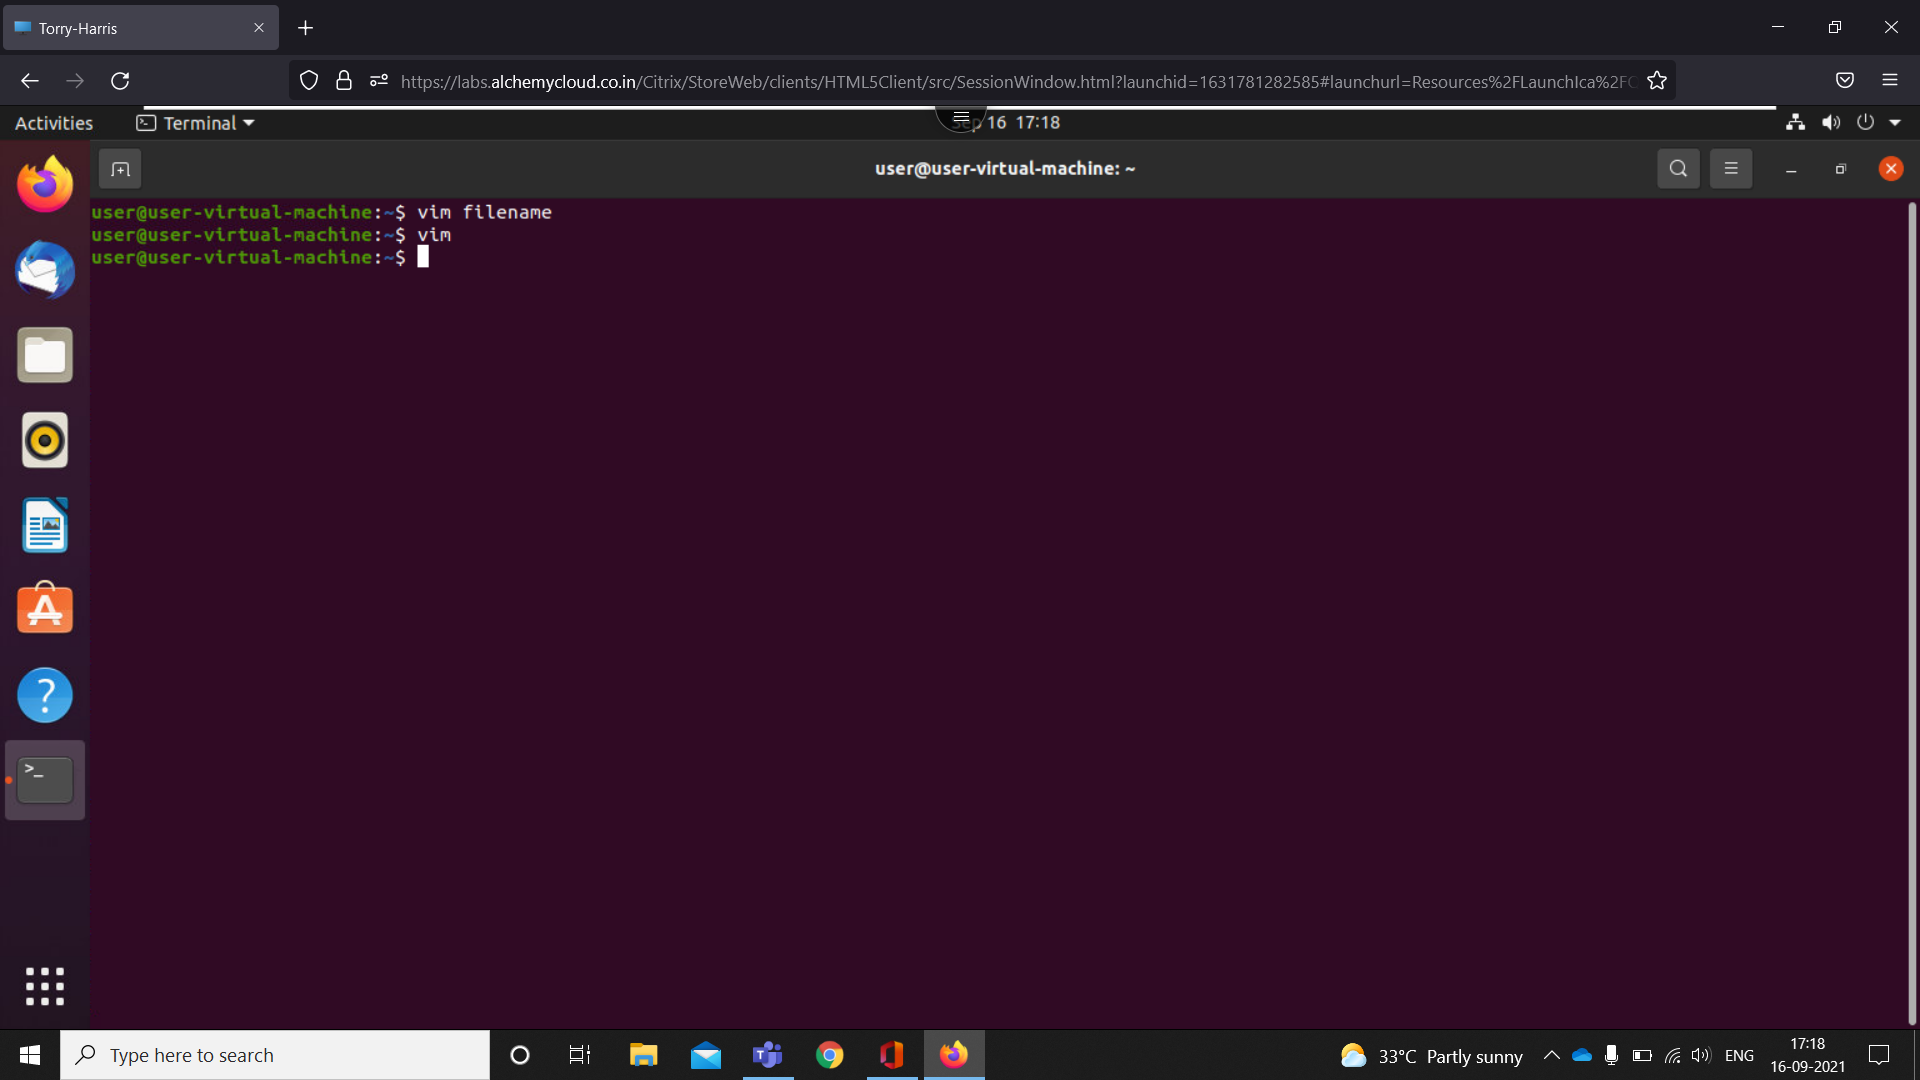 Torry-Harris
https://labs.alchemycloud.co.in/Citrix/StoreWeb/clients/HTML5Client/src/SessionWindow.html?launchid=1631781282585#launchurl=Resources%2FLaunchIca%2FC
Activities
Terminal
Sep 16 17:18
user@user-virtual-machine: ~
user@user-virtual-machine:~$ vim filename
user@user-virtual-machine:~$ vim
user@user-virtual-machine:~$
Type here to search
33°C Partly sunny
ENG
17:18
16-09-2021